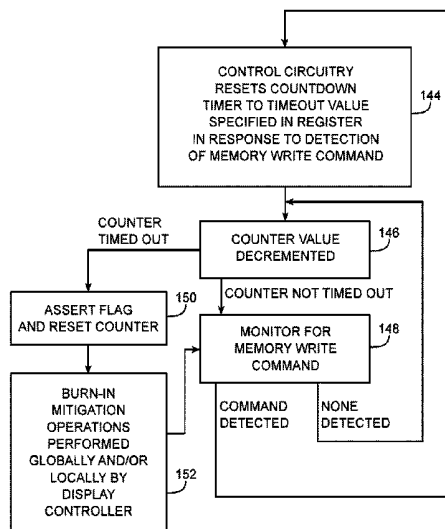 CONTROL CIRCUITRY
RESETS COUNTDOWN
TIMER TO TIMEOUT VALUE
SPECIFIED IN REGISTER
IN RESPONSE TO DETECTION
OF MEMORY WRITE COMMAND
144
COUNTER
TIMED OUT
COUNTER VALUE
DECREMENTED
146
COUNTER NOT TIMED OUT
ASSERT FLAG
AND RESET COUNTER
150
MONITOR FOR
MEMORY WRITE
COMMAND
148
COMMAND
DETECTED
NONE
DETECTED
BURN-IN
MITIGATION
OPERATIONS
PERFORMED
GLOBALLY AND/OR
LOCALLY BY
DISPLAY
CONTROLLER
152